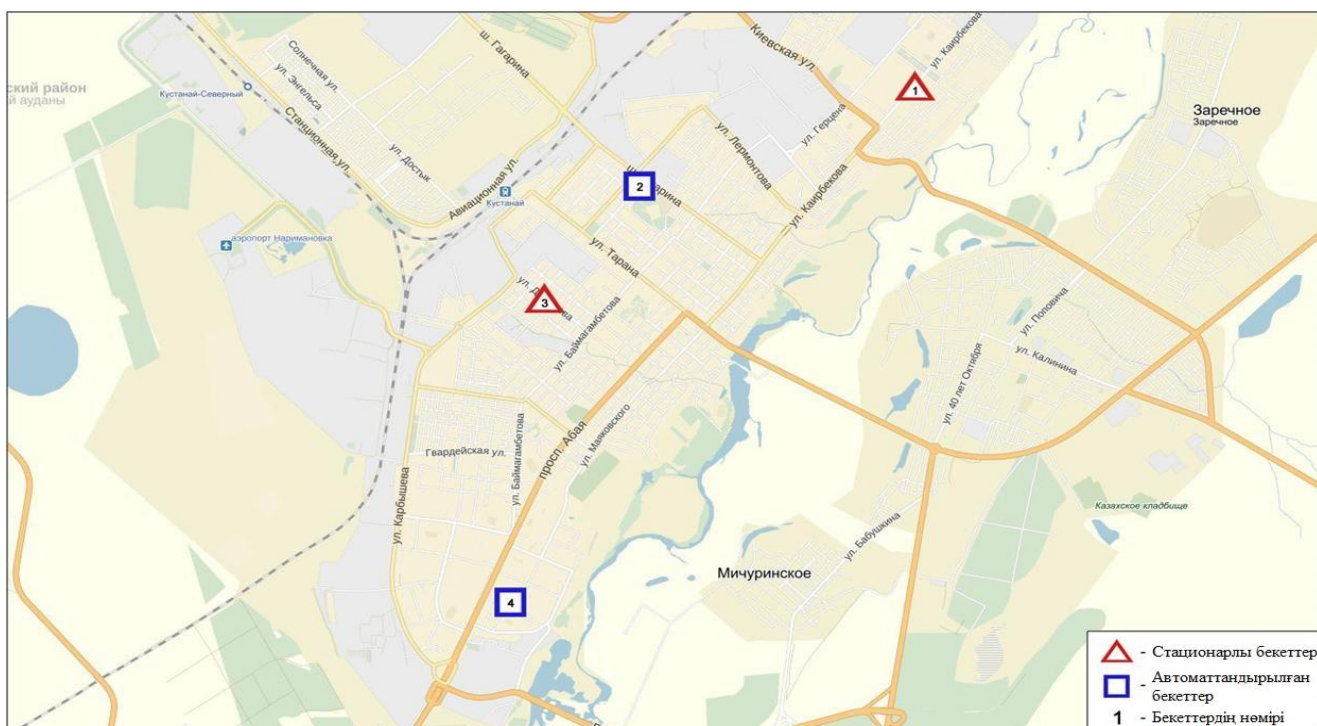 ш. Гагарина
Киевская ул.
ул. Каирбекова
Солнечная ул.
ул. Энгельса
ский район
й ауданы
Кустанай-Северный
1
Заречное
Заречное
Станционная ул.
ул. Достык
ул. Лермонтова
ул. Герцена
Авиационная ул.
Кустанай
2
ул. Каирбекова
аэропорт Наримановка
ул. Тарана
3
ул. Баймагамбетова
ул. Поповича
ул. Калинина
ул. 40 лет Октября
просп. Абая
ул. Маяковского
Гвардейская ул.
ул. Баймагамбетова
ул. Карбышева
Казахское кладбище
ул. Бабушкина
Мичуринское
4
- Стационарлы бекеттер
- Автоматтандырылған
бекеттер
1 - Бекеттердің нөмірі